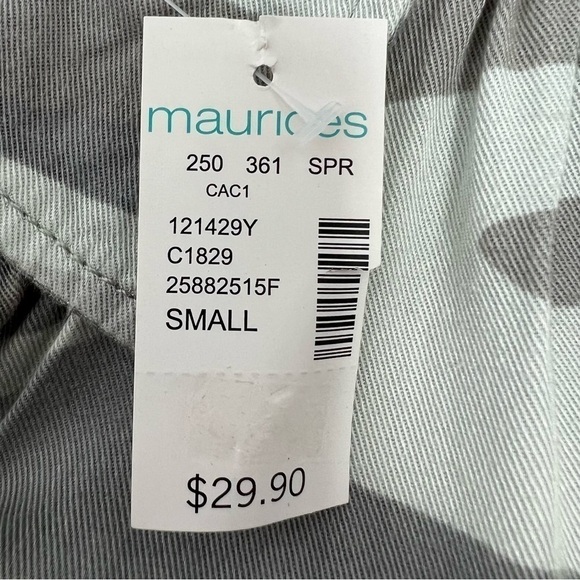 maurices
250 361 SPR
CAC1
121429Y
C1829
25882515F
SMALL
$29.90